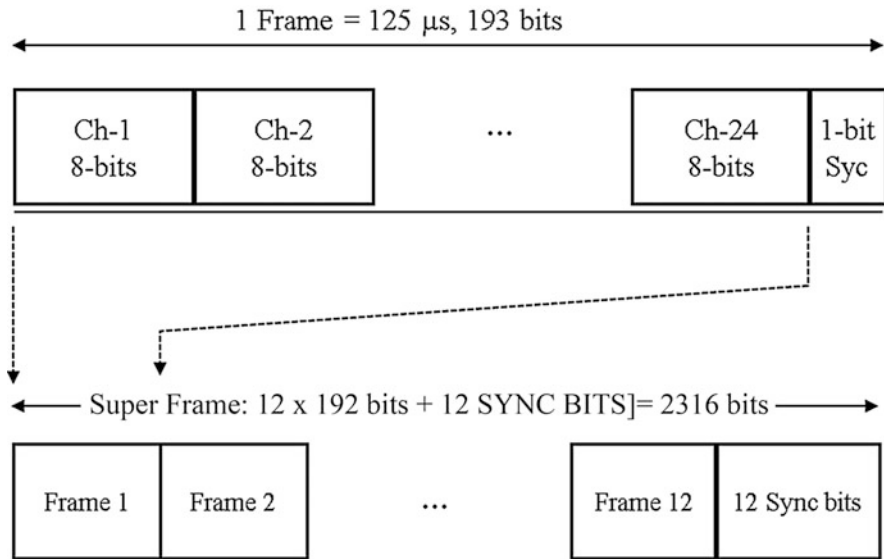 1 Frame = 125 μs, 193 bits
Ch-1
8-bits
Ch-2
8-bits
...
Ch-24
8-bits
1-bit
Syc
Super Frame: 12 x 192 bits + 12 SYNC BITS]= 2316 bits
Frame 1
Frame 2
...
Frame 12
12 Sync bits